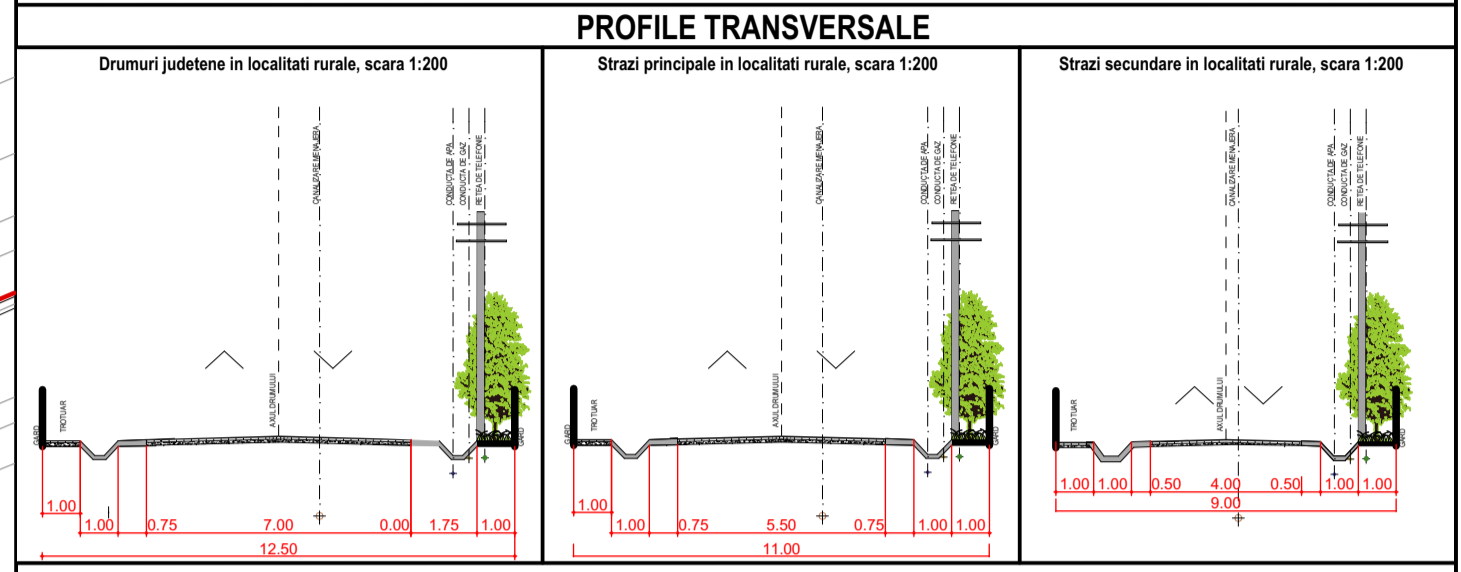 PROFILE TRANSVERSALE
Drumuri judetene in localitati rurale, scara 1:200
CANALIZARE MENAJERA
CONDUCTA DE APA
CONDUCTA DE GAZ
RETEA DE TELEFONIE
AXUL DRUMULUI
GARD
TROTUAR
GARD
1.00
1.00 0.75 7.00 0.00 1.75 1.00
12.50
Strazi principale in localitati rurale, scara 1:200
CANALIZARE MENAJERA
CONDUCTA DE APA
CONDUCTA DE GAZ
RETEA DE TELEFONIE
AXUL DRUMULUI
GARD
TROTUAR
GARD
1.00
1.00 0.75 5.50 0.75 1.00 1.00
11.00
Strazi secundare in localitati rurale, scara 1:200
CANALIZARE MENAJERA
CONDUCTA DE APA
CONDUCTA DE GAZ
RETEA DE TELEFONIE
AXUL DRUMULUI
GARD
TROTUAR
GARD
1.00 1.00 0.50 4.00 0.50 1.00 1.00
9.00